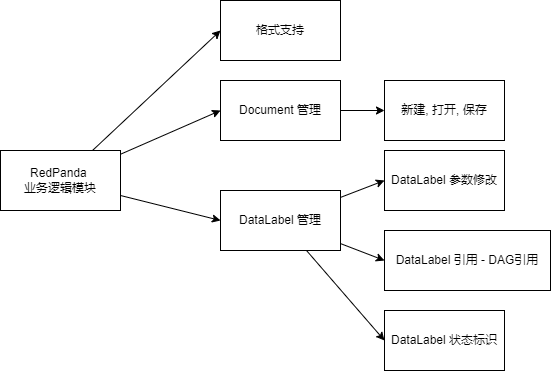 格式支持
Document 管理
新建, 打开, 保存
RedPanda
业务逻辑模块
DataLabel 参数修改
DataLabel 管理
DataLabel 引用 - DAG引用
DataLabel 状态标识